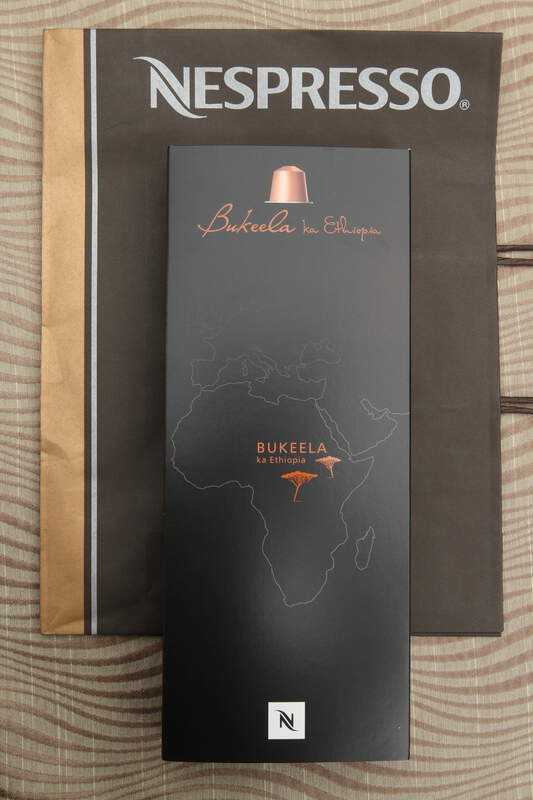 NESPRESSO®
Bukeela ka Ethiopia
BUKEELA
ka Ethiopia
N